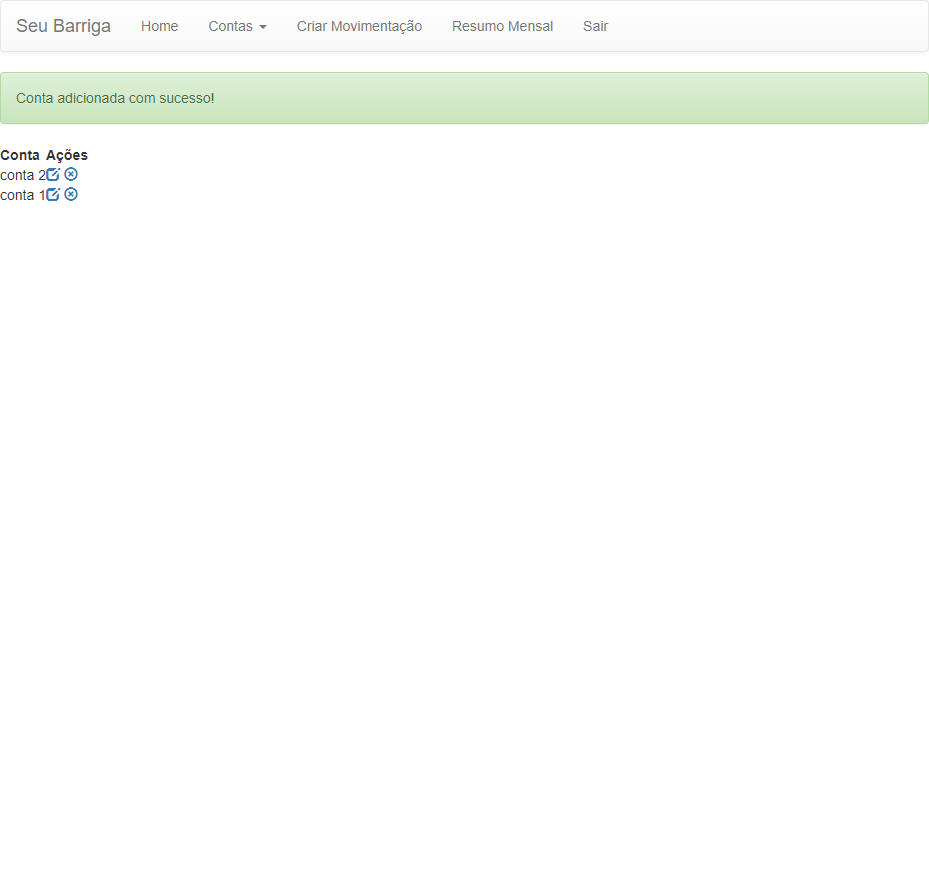 Seu Barriga Home Contas Criar Movimentação Resumo Mensal Sair
Conta adicionada com sucesso!
Conta Ações
conta 2
conta 1